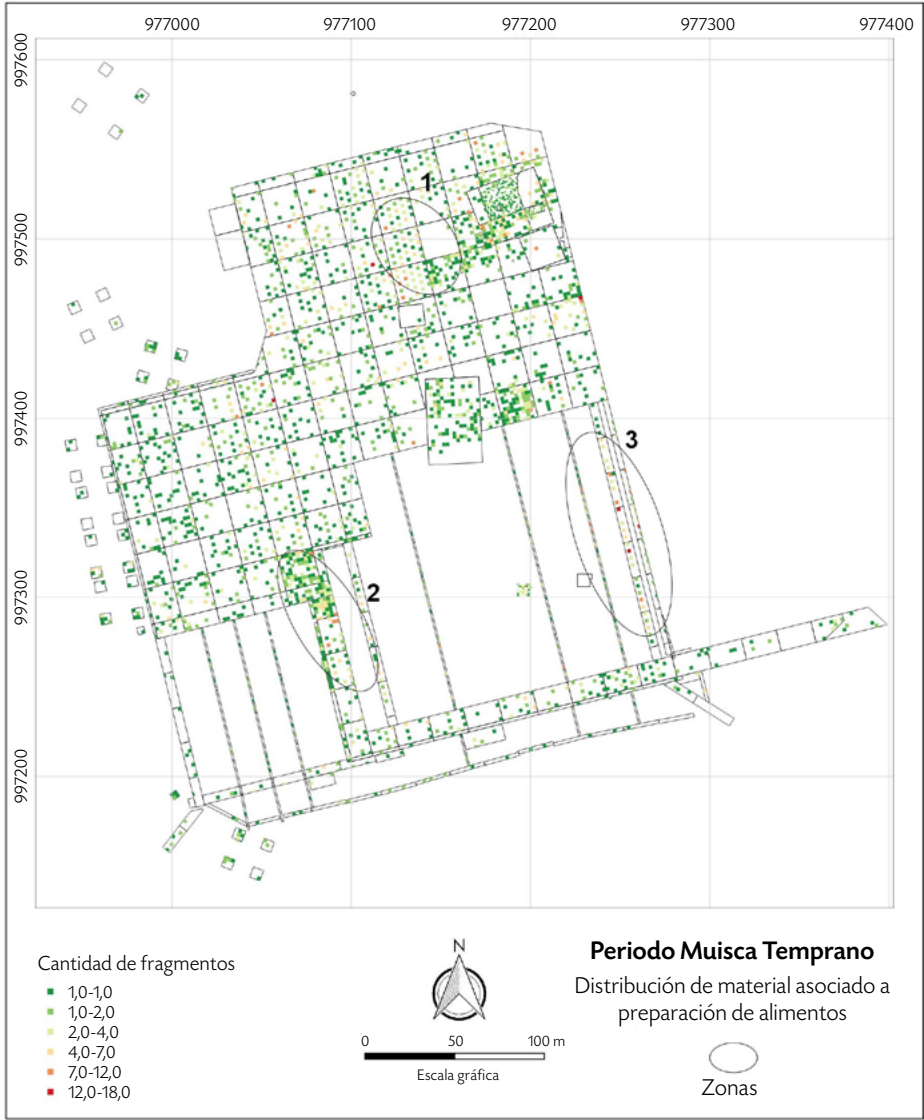 977000 977100 977200 977300 977400
997600
997500
997400
997300
997200
1
2
3
Cantidad de fragmentos
1,0-1,0
1,0-2,0
2,0-4,0
4,0-7,0
7,0-12,0
12,0-18,0
N
0 50 100 m
Escala gráfica
Periodo Muisca Temprano
Distribución de material asociado a
preparación de alimentos
Zonas